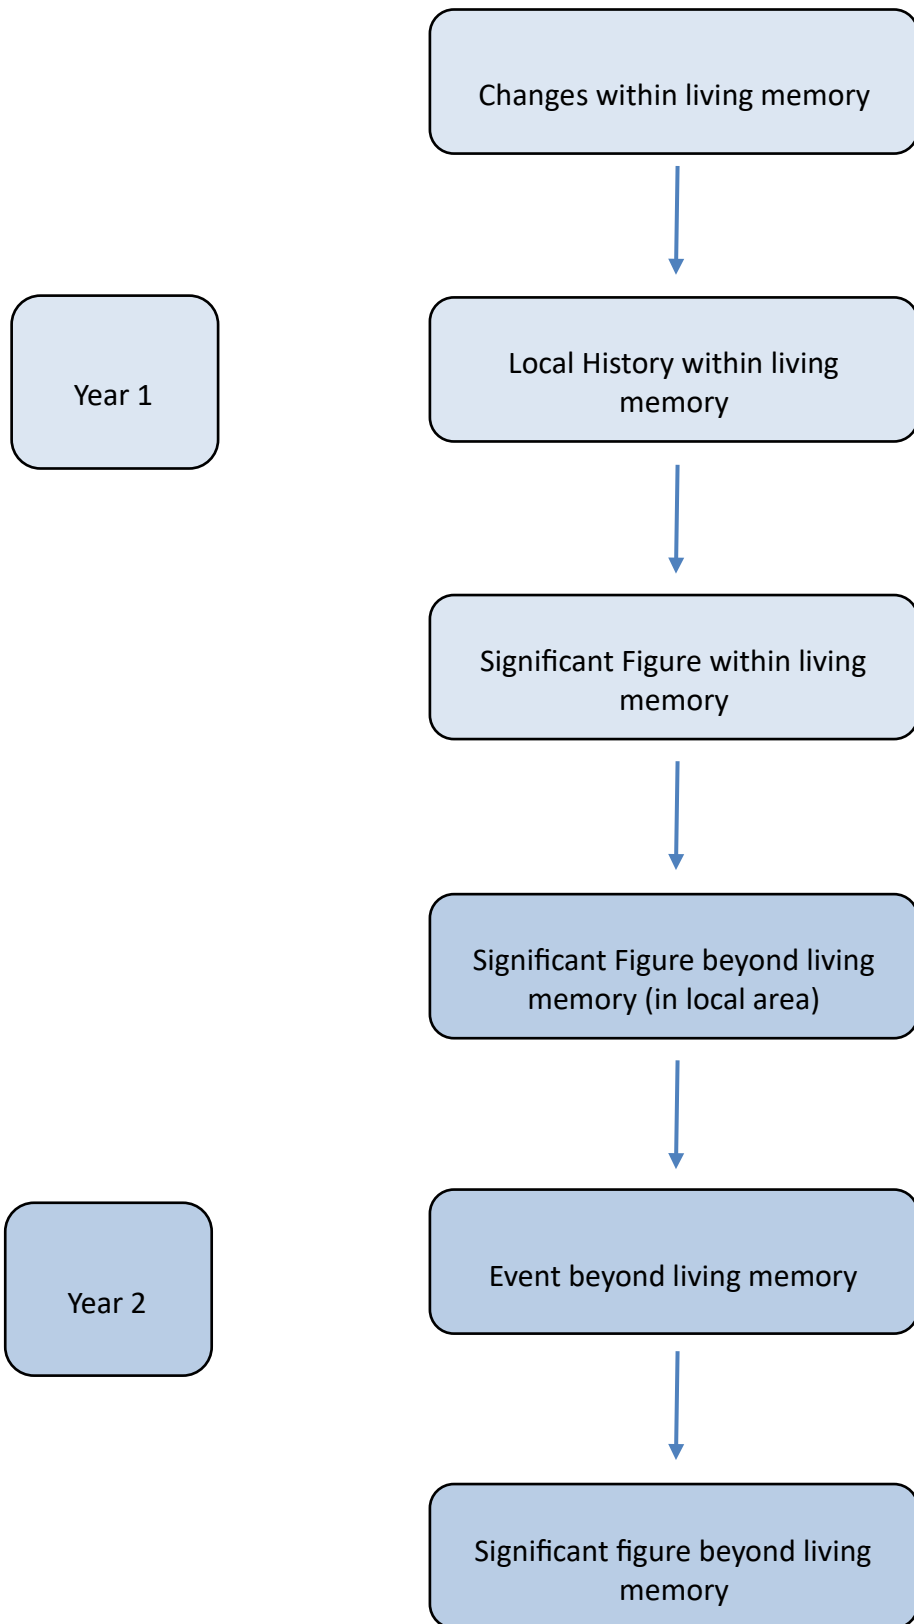 Changes within living memory
Year 1
Local History within living
memory
Significant Figure within living
memory
Significant Figure beyond living
memory (in local area)
Year 2
Event beyond living memory
Significant figure beyond living
memory